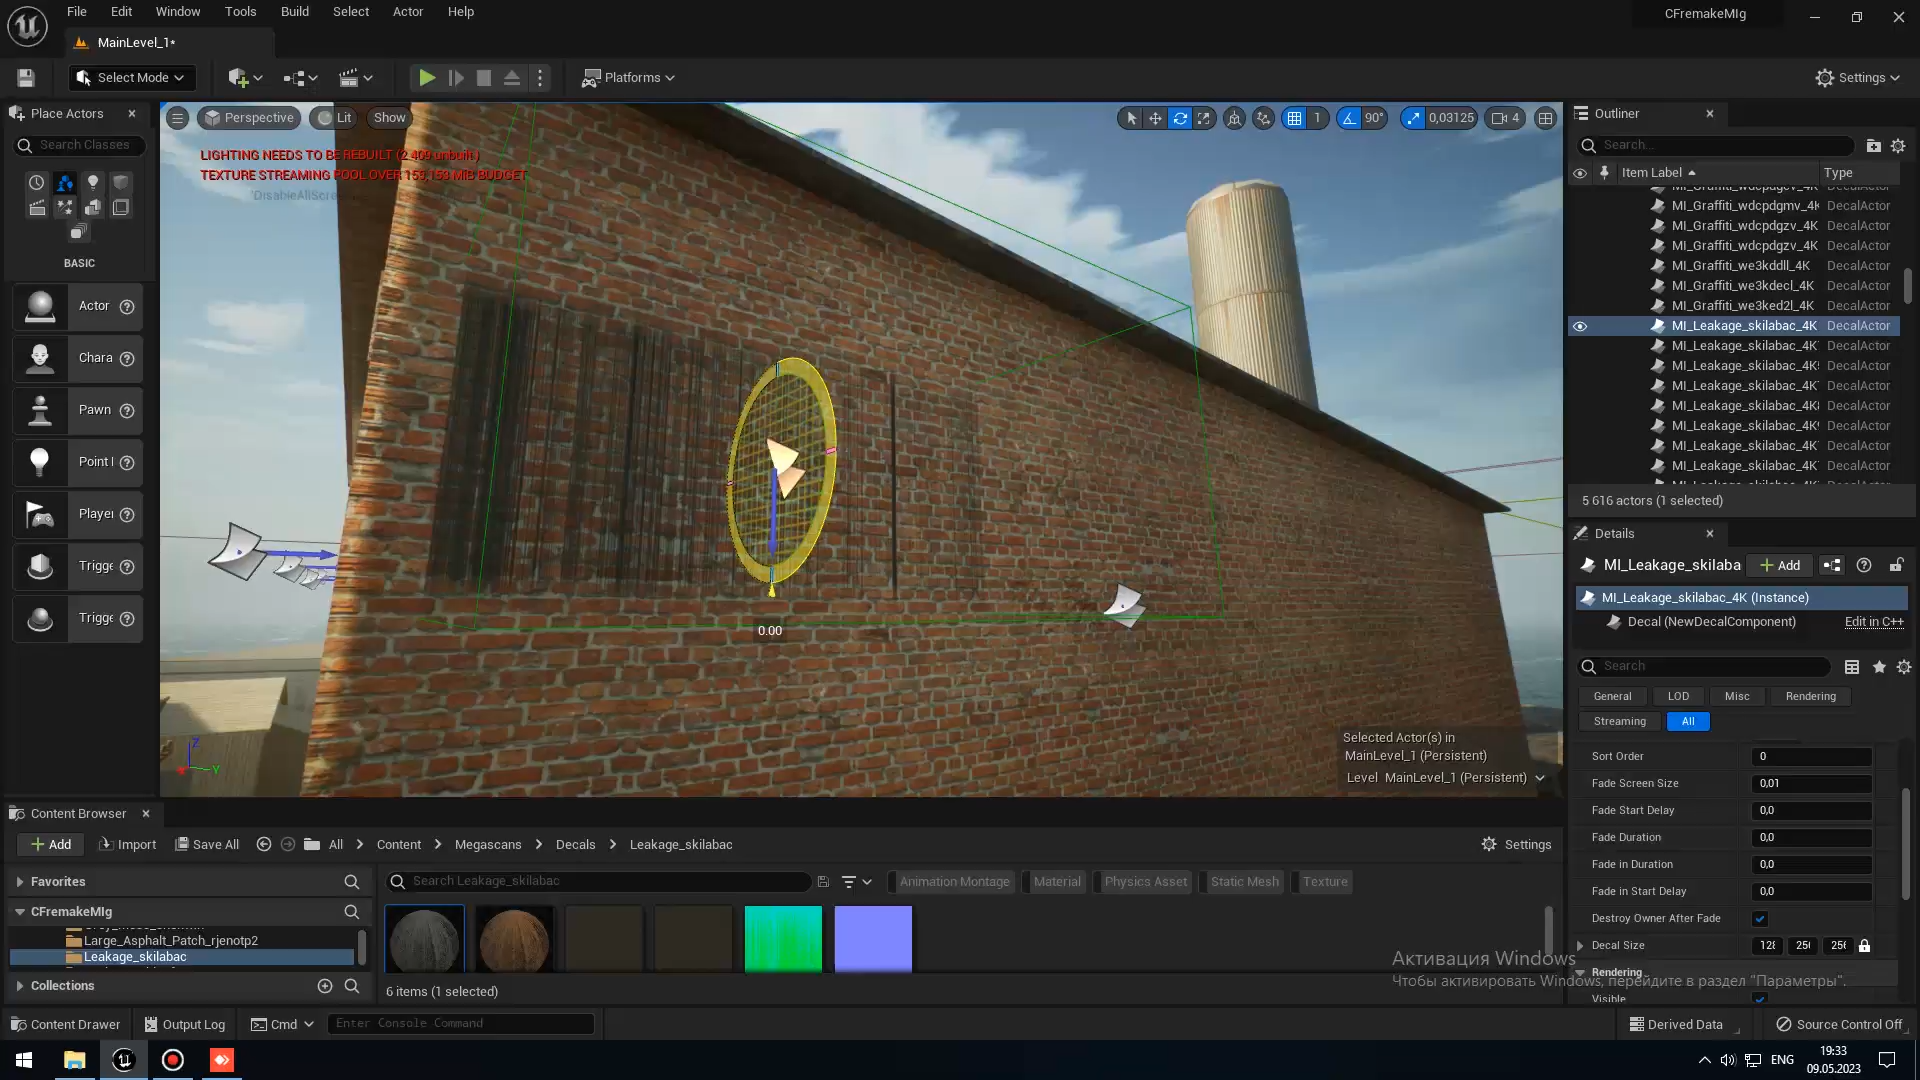 File Edit Window Tools Build Select Actor Help
CFremakeMIg
MainLevel_1*
Select Mode
Platforms
Settings
Place Actors
Search Classes
BASIC
Actor
Chara
Pawn
Point
Player
Trigge
Trigge
Perspective Lit Show
1 90° 0,03125 4
LIGHTING NEEDS TO BE REBUILT (2 409 unbuilt)
TEXTURE STREAMING POOL OVER 153,153 MiB BUDGET
0.00
Selected Actor(s) in
MainLevel_1 (Persistent)
Level MainLevel_1 (Persistent)
Outliner
Search...
Item Label Type
MI_Graffiti_wdcpdgmv_4K DecalActor
MI_Graffiti_wdcpdgzv_4K DecalActor
MI_Graffiti_wdcpdgzv_4K DecalActor
MI_Graffiti_we3kddll_4K DecalActor
MI_Graffiti_we3kdecl_4K DecalActor
MI_Graffiti_we3ked2l_4K DecalActor
MI_Leakage_skilabac_4K DecalActor
MI_Leakage_skilabac_4K DecalActor
MI_Leakage_skilabac_4K DecalActor
MI_Leakage_skilabac_4K DecalActor
MI_Leakage_skilabac_4K DecalActor
MI_Leakage_skilabac_4K DecalActor
MI_Leakage_skilabac_4K DecalActor
MI_Leakage_skilabac_4K DecalActor
5 616 actors (1 selected)
Details
MI_Leakage_skilaba Add
MI_Leakage_skilabac_4K (Instance)
Decal (NewDecalComponent) Edit in C++
Search
General LOD Misc Rendering
Streaming All
Sort Order 0
Fade Screen Size 0,01
Fade Start Delay 0,0
Fade Duration 0,0
Fade in Duration 0,0
Fade in Start Delay 0,0
Destroy Owner After Fade
Decal Size 128 256 256
Rendering
Visible
Content Browser
Add Import Save All All Content Megascans Decals Leakage_skilabac Settings
Favorites
CFremakeMIg
Large_Asphalt_Patch_rjenotp2
Leakage_skilabac
Collections
Search Leakage_skilabac
Animation Montage Material Physics Asset Static Mesh Texture
6 items (1 selected)
Активация Windows
Чтобы активировать Windows, перейдите в раздел "Параметры".
Content Drawer Output Log Cmd Enter Console Command
Derived Data Source Control Off
ENG
19:33
09.05.2023